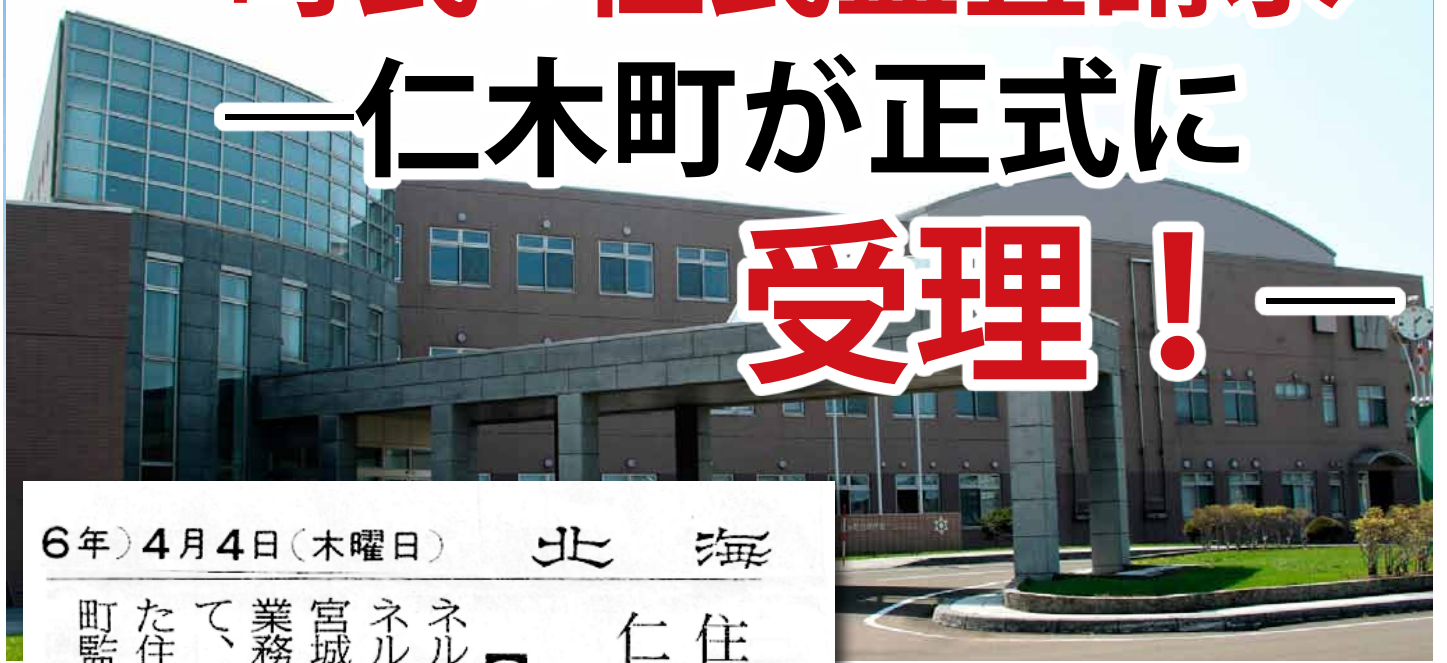 ―仁木町が正式に
受理！―
6年）4月4日（木曜日）　北　海
住
仁
ネル
ネル
宮城
業務
て、
た住
町監